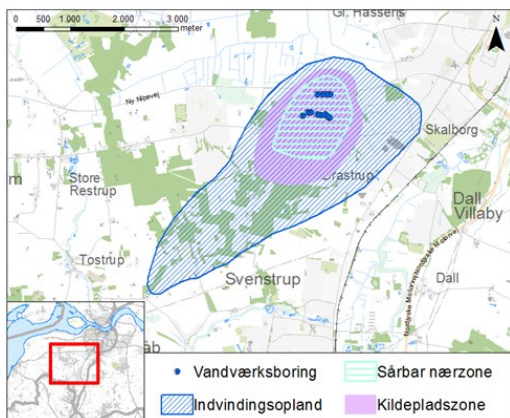 0 500 1.000 2.000 3.000
meter
Gl. Hasseris
N
Ny Nibevej
Skalborg
Store
Restrup
Drastrup
Dall
Villaby
Tostrup
Svenstrup
Dall
Vandværksboring
Sårbar nærzone
Indvindingsopland
Kildepladszone